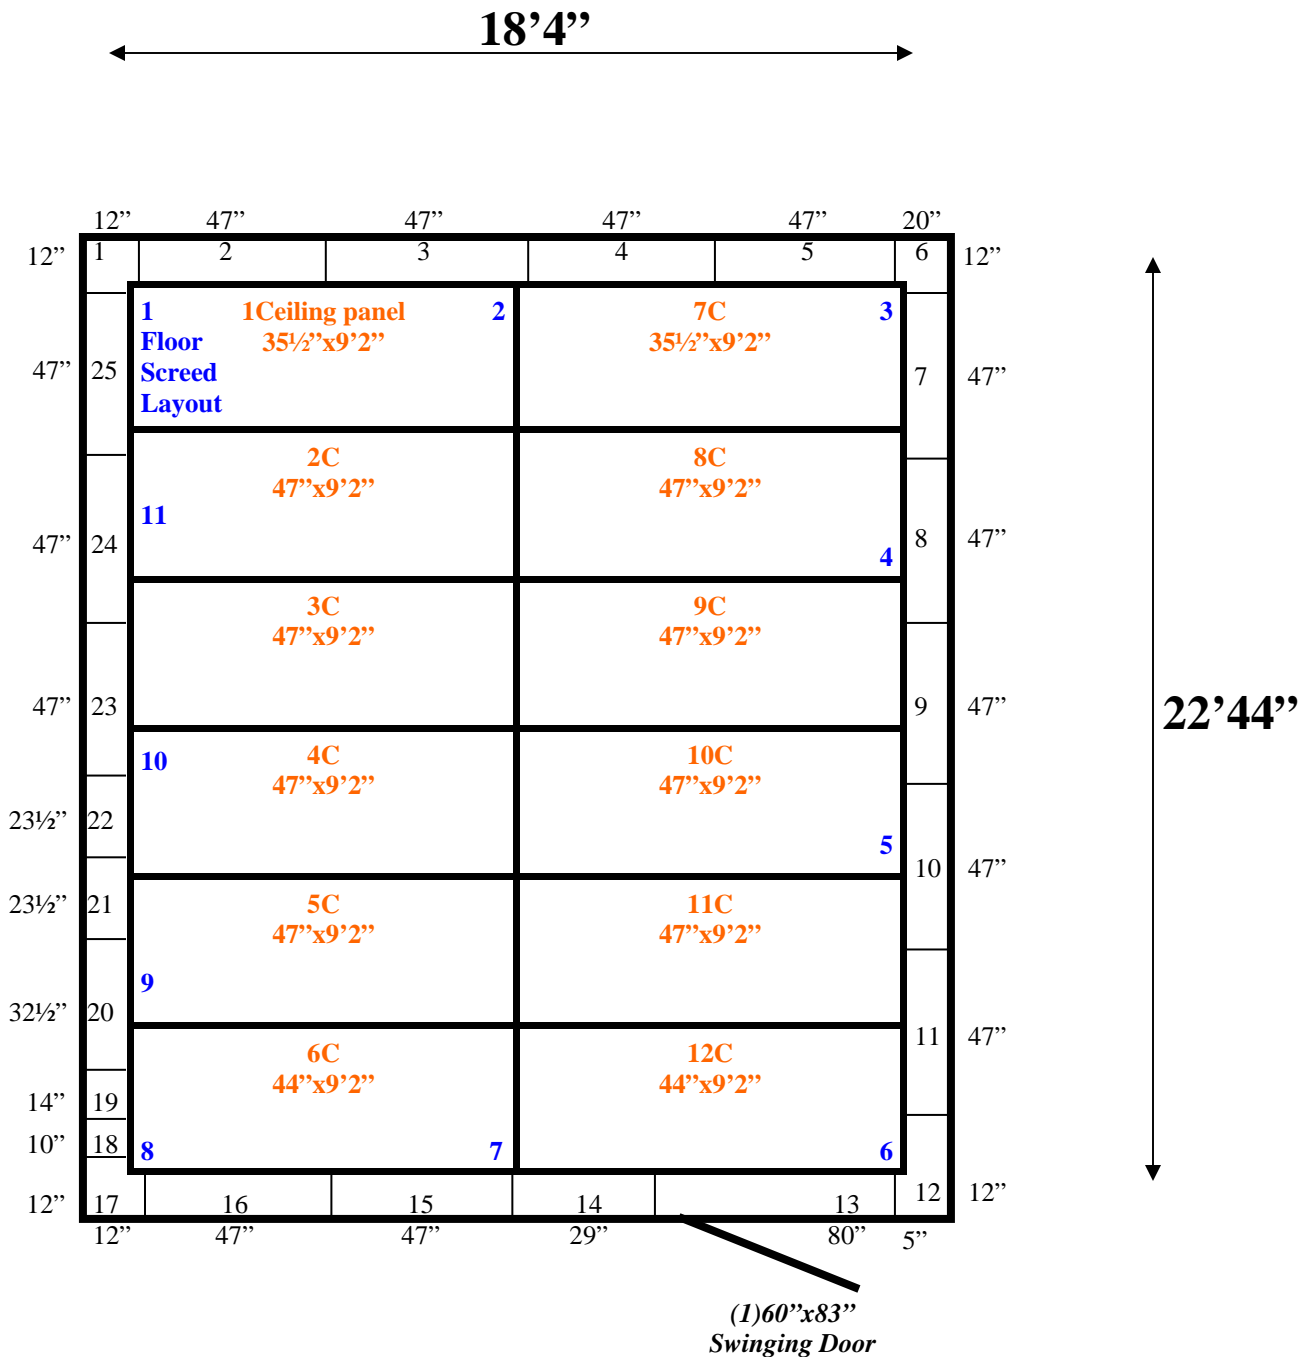 18’4”
12” 47” 47” 47” 47” 20”
12” 1 2 3 4 5 6 12”
1 1Ceiling panel 2 7C 3
Floor 35½”x9’2” 35½”x9’2”
Screed
Layout
47” 25 7 47”
2C 8C
47”x9’2” 47”x9’2”
11
47” 24 8 47”
4
3C 9C
47”x9’2” 47”x9’2”
47” 23 9 47”
22’44”
10 4C 10C
47”x9’2” 47”x9’2”
23½” 22
5
10 47”
23½” 21 5C 11C
47”x9’2” 47”x9’2”
9
32½” 20
11 47”
6C 12C
44”x9’2” 44”x9’2”
14” 19
10” 18 8 7 6
12” 17 16 15 14 13 12 12”
12” 47” 47” 29” 80” 5”
(1)60”x83”
Swinging Door